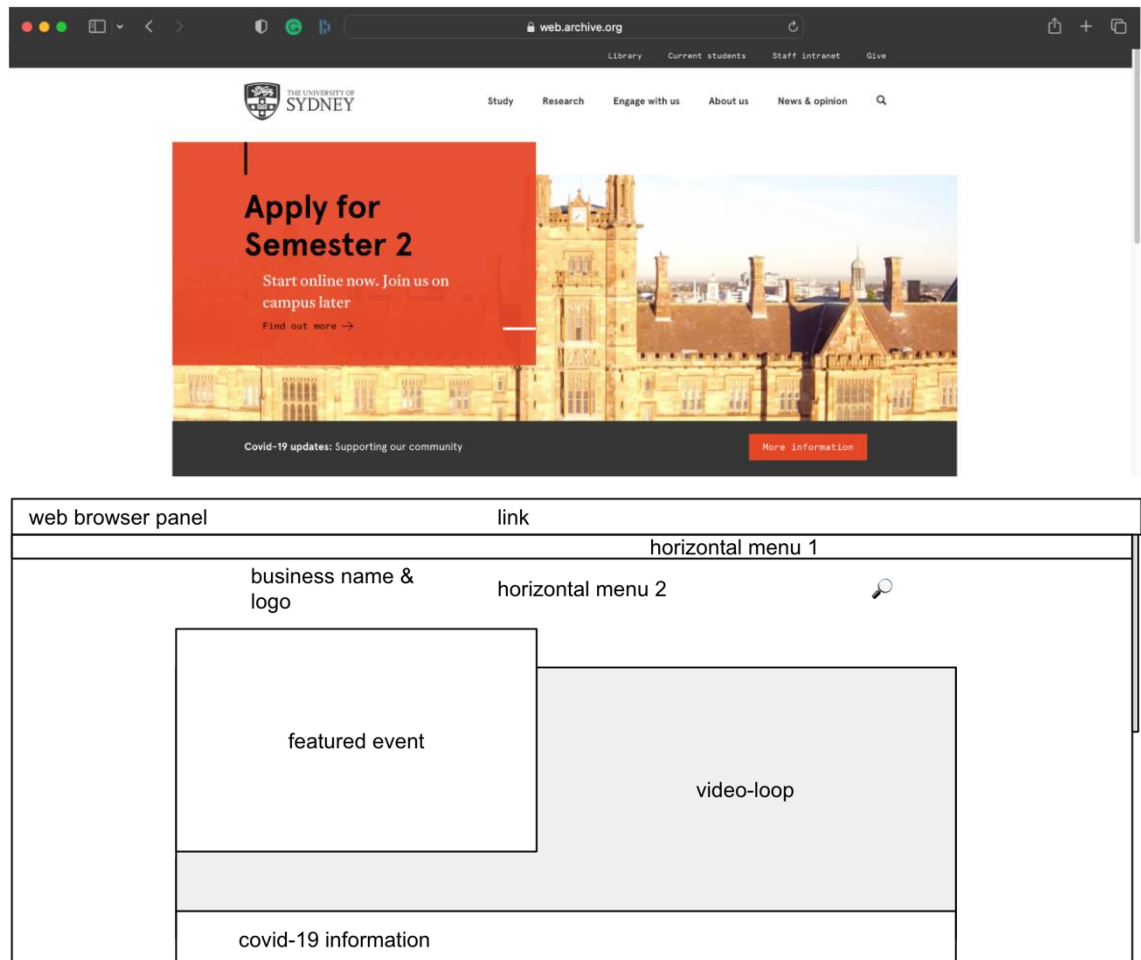 web.archive.org
Library Current students Staff intranet Give
THE UNIVERSITY OF
SYDNEY
Study Research Engage with us About us News & opinion
Apply for
Semester 2
Start online now. Join us on
campus later
Find out more →
Covid-19 updates: Supporting our community
More information
web browser panel link
horizontal menu 1
business name &
logo
horizontal menu 2
featured event
video-loop
covid-19 information